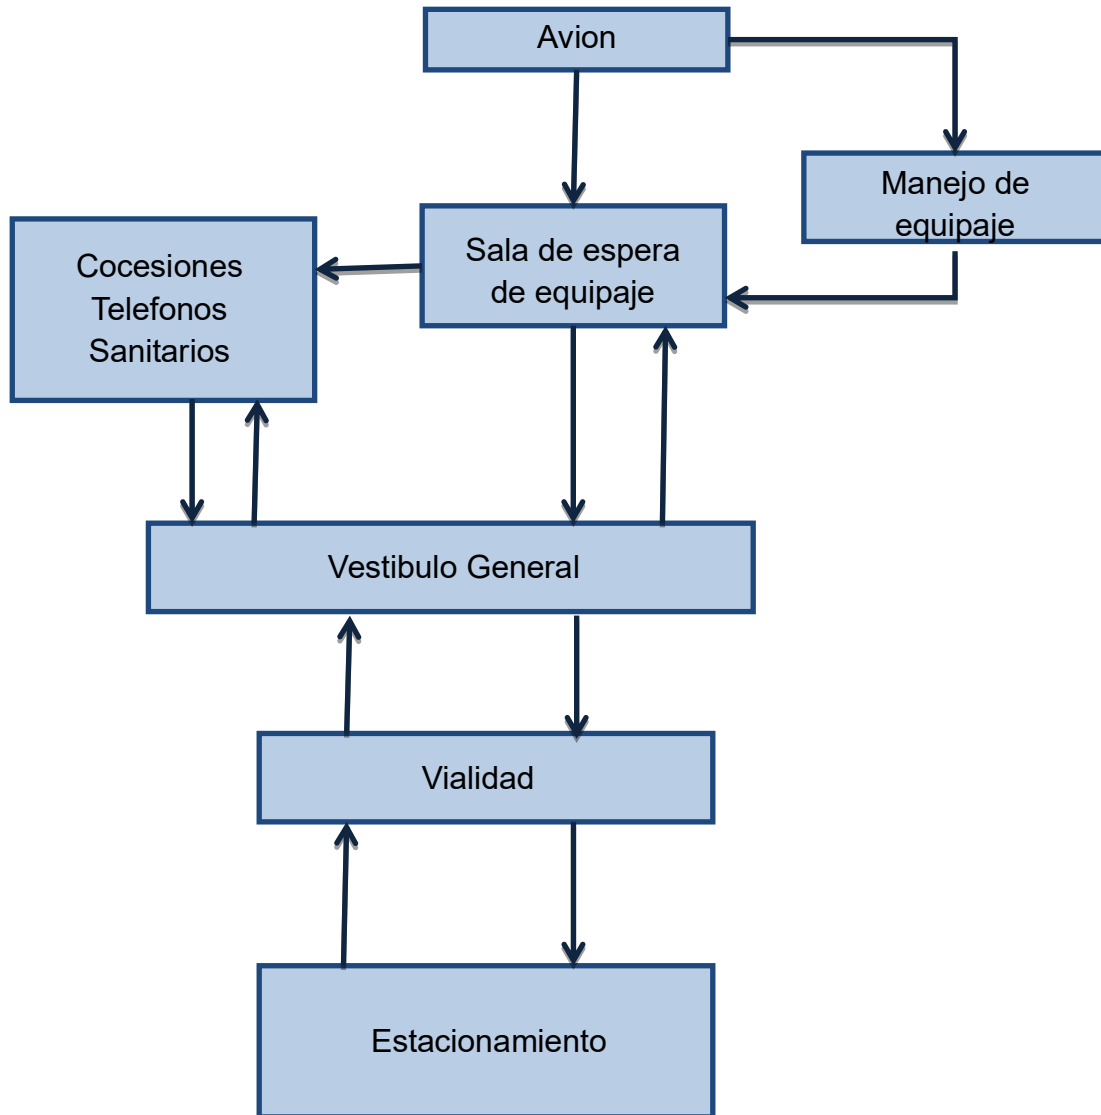 Avion
Manejo de
equipaje
Sala de espera
de equipaje
Cocesiones
Telefonos
Sanitarios
Vestibulo General
Vialidad
Estacionamiento